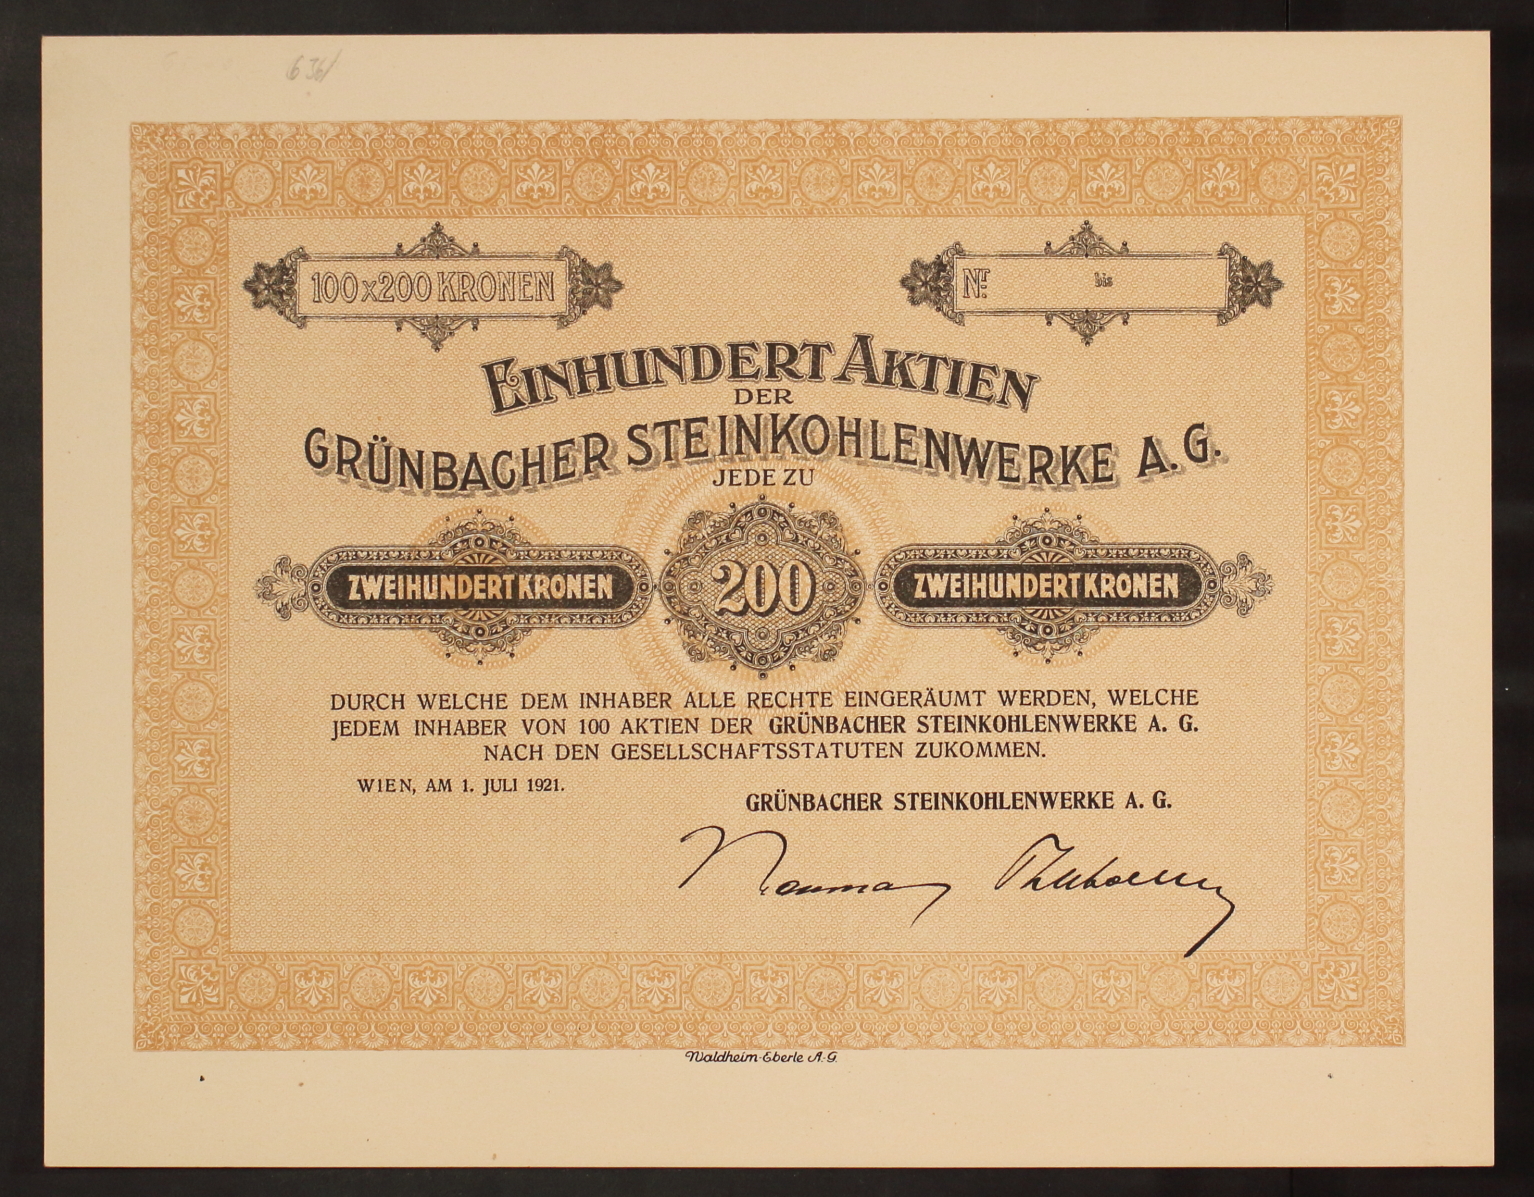 636
100x200 KRONEN
Nr. bis
EINHUNDERT AKTIEN
DER
GRÜNBACHER STEINKOHLENWERKE A. G.
JEDE ZU
ZWEIHUNDERT KRONEN 200 ZWEIHUNDERT KRONEN
DURCH WELCHE DEM INHABER ALLE RECHTE EINGERÄUMT WERDEN, WELCHE
JEDEM INHABER VON 100 AKTIEN DER GRÜNBACHER STEINKOHLENWERKE A. G.
NACH DEN GESELLSCHAFTSSTATUTEN ZUKOMMEN.
WIEN, AM 1. JULI 1921.
GRÜNBACHER STEINKOHLENWERKE A. G.
Waldheim-Eberle A.-G.